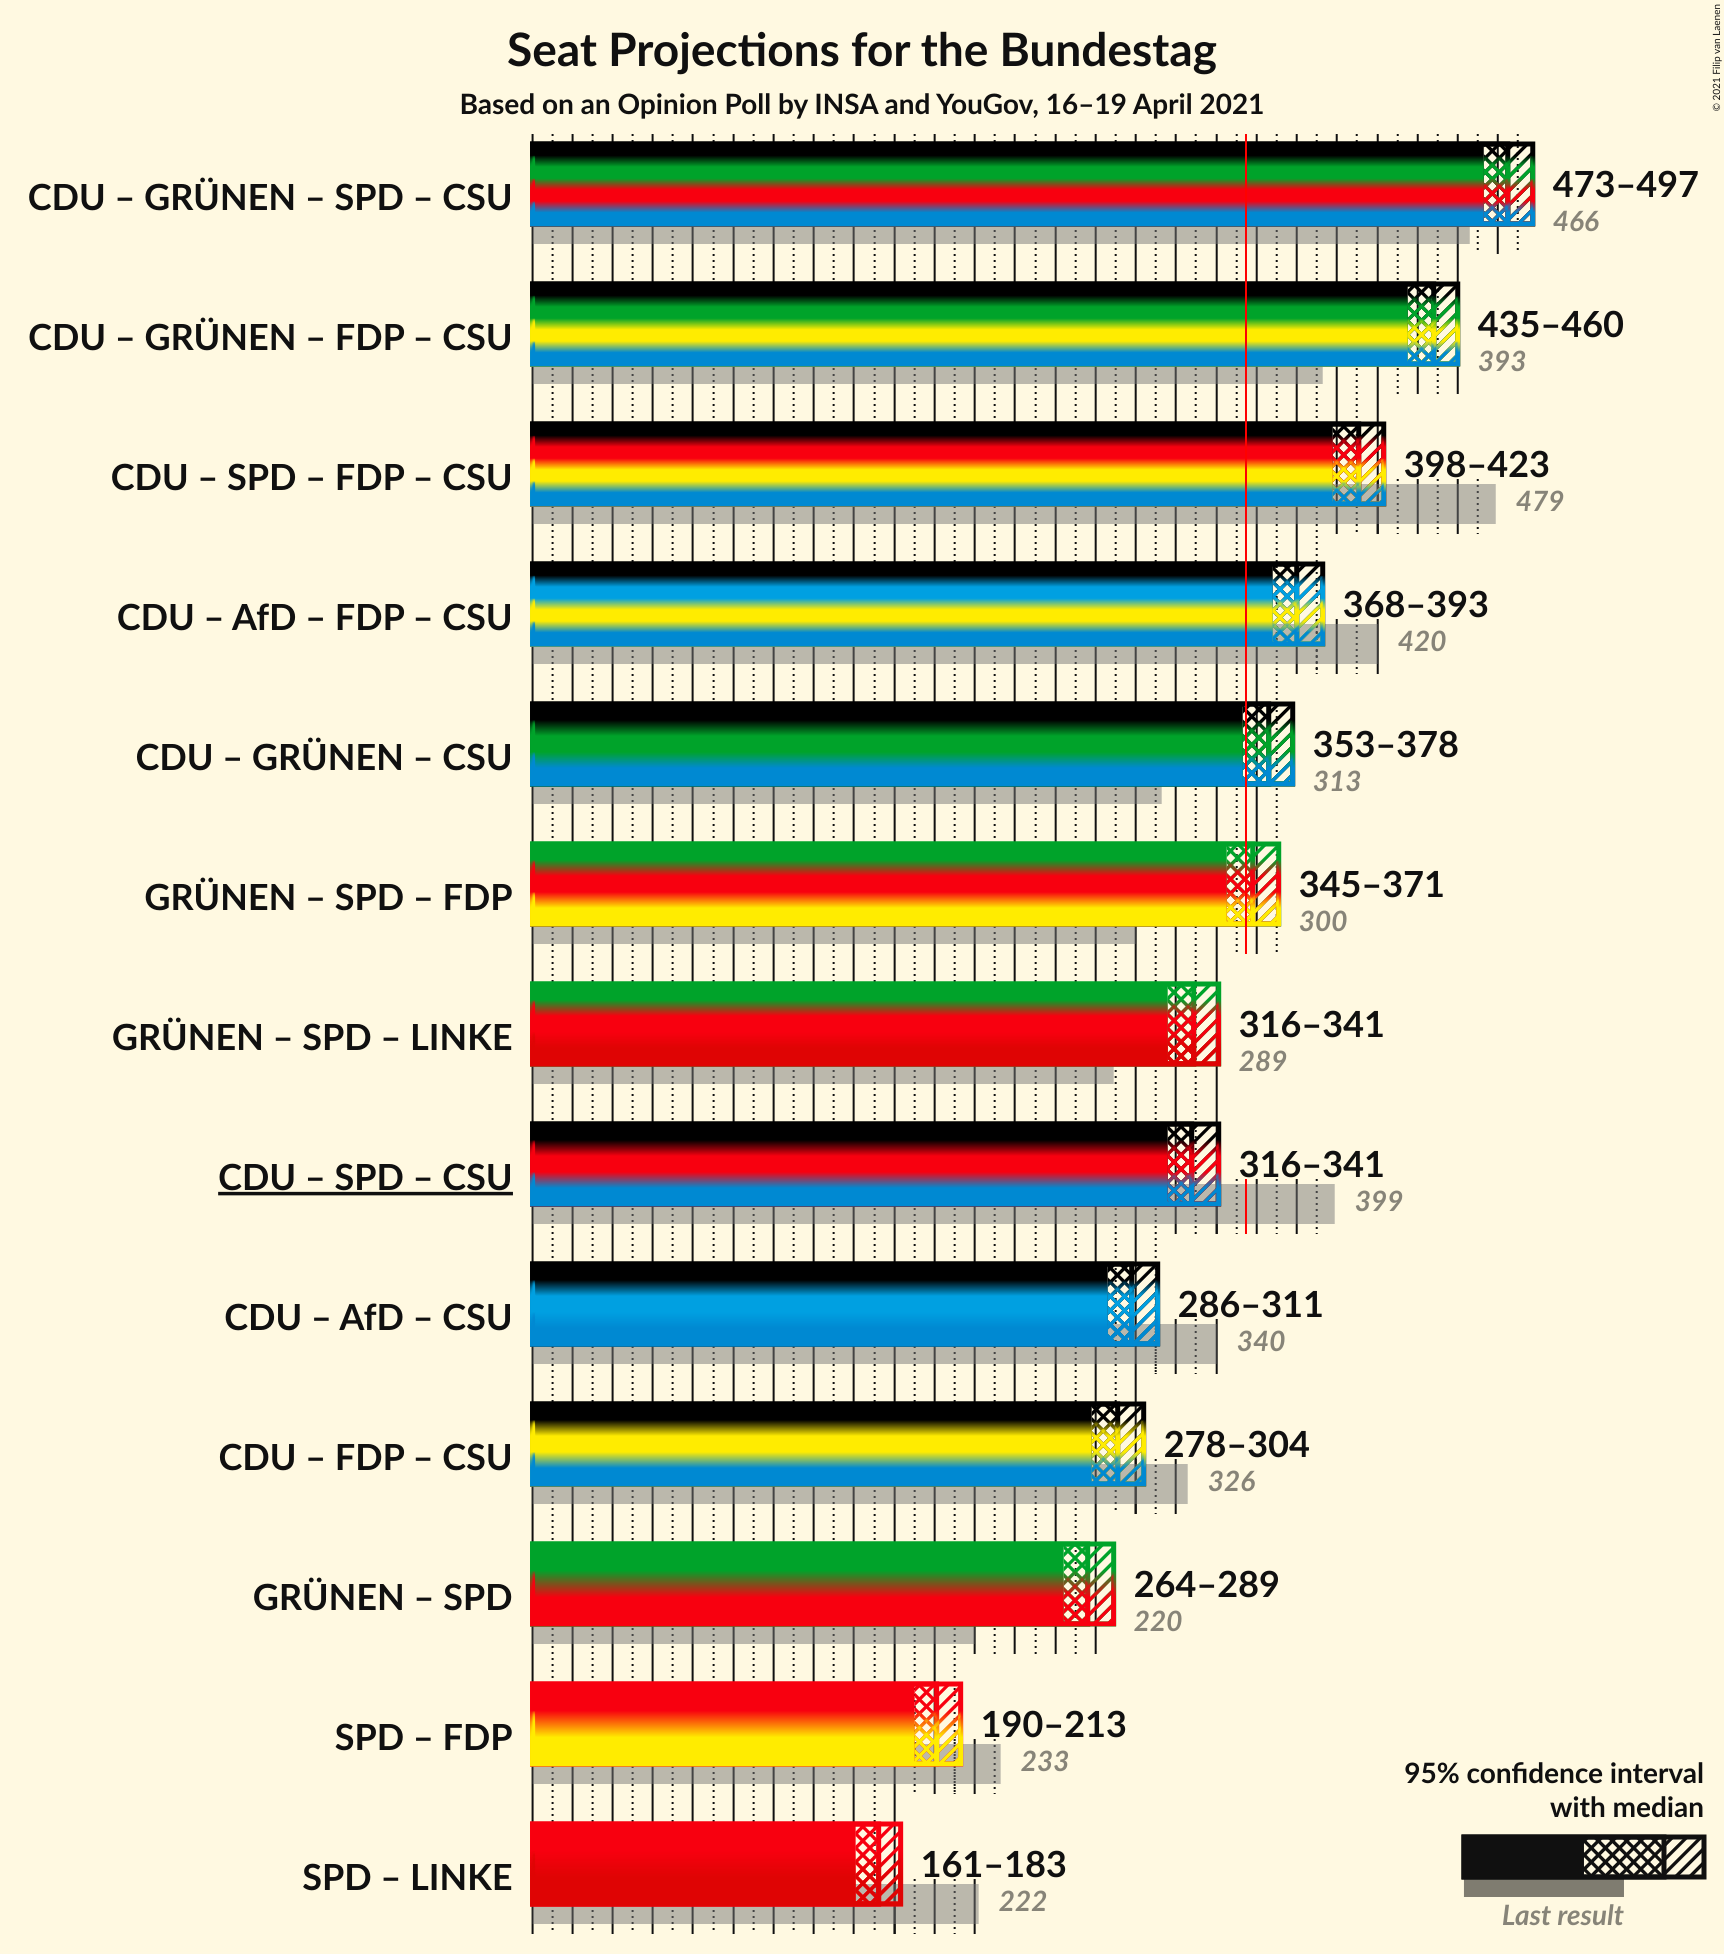 Seat Projections for the Bundestag
Based on an Opinion Poll by INSA and YouGov, 16–19 April 2021
© 2021 Filip van Laenen
CDU – GRÜNEN – SPD – CSU
473–497
466
CDU – GRÜNEN – FDP – CSU
435–460
393
CDU – SPD – FDP – CSU
398–423
479
CDU – AfD – FDP – CSU
368–393
420
CDU – GRÜNEN – CSU
353–378
313
GRÜNEN – SPD – FDP
345–371
300
GRÜNEN – SPD – LINKE
316–341
289
CDU – SPD – CSU
316–341
399
CDU – AfD – CSU
286–311
340
CDU – FDP – CSU
278–304
326
GRÜNEN – SPD
264–289
220
SPD – FDP
190–213
233
SPD – LINKE
161–183
222
95% confidence interval
with median
Last result